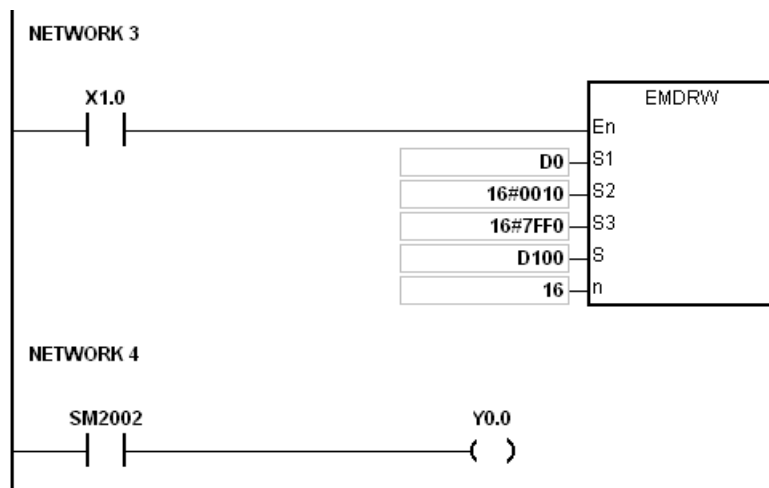 NETWORK 3
X1.0
EMDRW
En
D0 S1
16#0010 S2
16#7FF0 S3
D100 S
16 n
NETWORK 4
SM2002 Y0.0